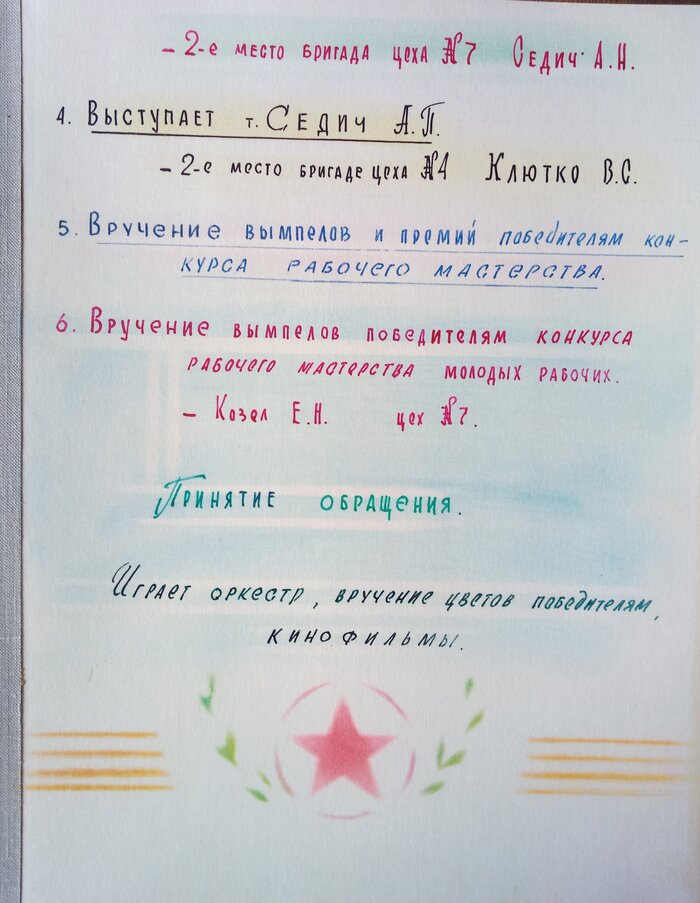 - 2-е место бригада цеха №7 Седич А.Н.
4. Выступает т. Седич А.П.
- 2-е место бригаде цеха №4 Клютко В.С.
5. Вручение вымпелов и премий победителям кон-
курса рабочего мастерства.
6. Вручение вымпелов победителям конкурса
рабочего мастерства молодых рабочих.
- Козел Е.Н. цех №7.
Принятие обращения.
Играет оркестр, вручение цветов победителям,
кинофильмы.